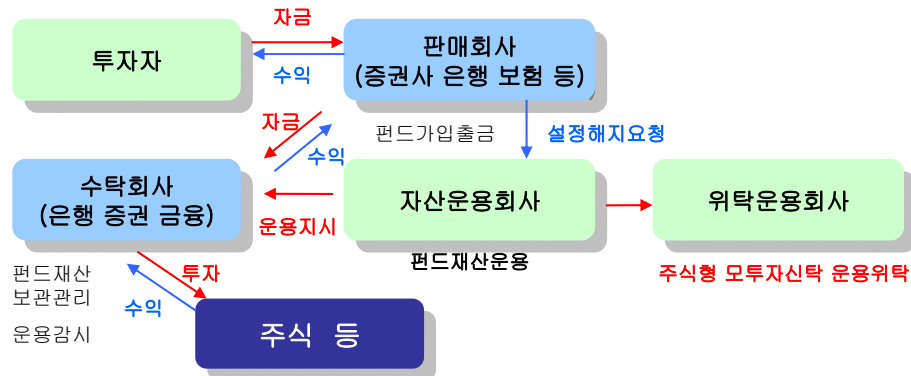 자금
투자자
판매회사
(증권사 은행 보험 등)
수익
자금
펀드가입출금
설정해지요청
수익
수탁회사
(은행 증권 금융)
자산운용회사
위탁운용회사
운용지시
펀드재산운용
펀드재산
보관관리
투자
주식형 모투자신탁 운용위탁
수익
운용감시
주식 등